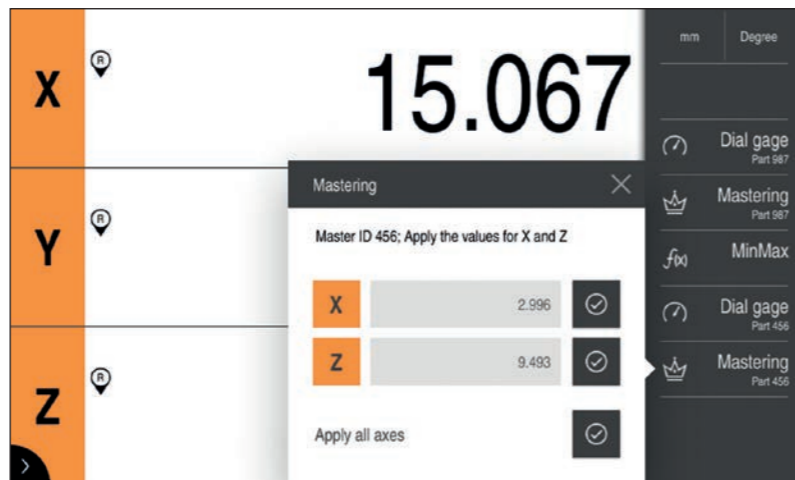 X
R
15.067
Y
R
Z
R
Mastering
Master ID 456; Apply the values for X and Z
X
2.996
Z
9.493
Apply all axes
mm
Degree
Dial gage
Part 987
Mastering
Part 987
f(x)
MinMax
Dial gage
Part 456
Mastering
Part 456